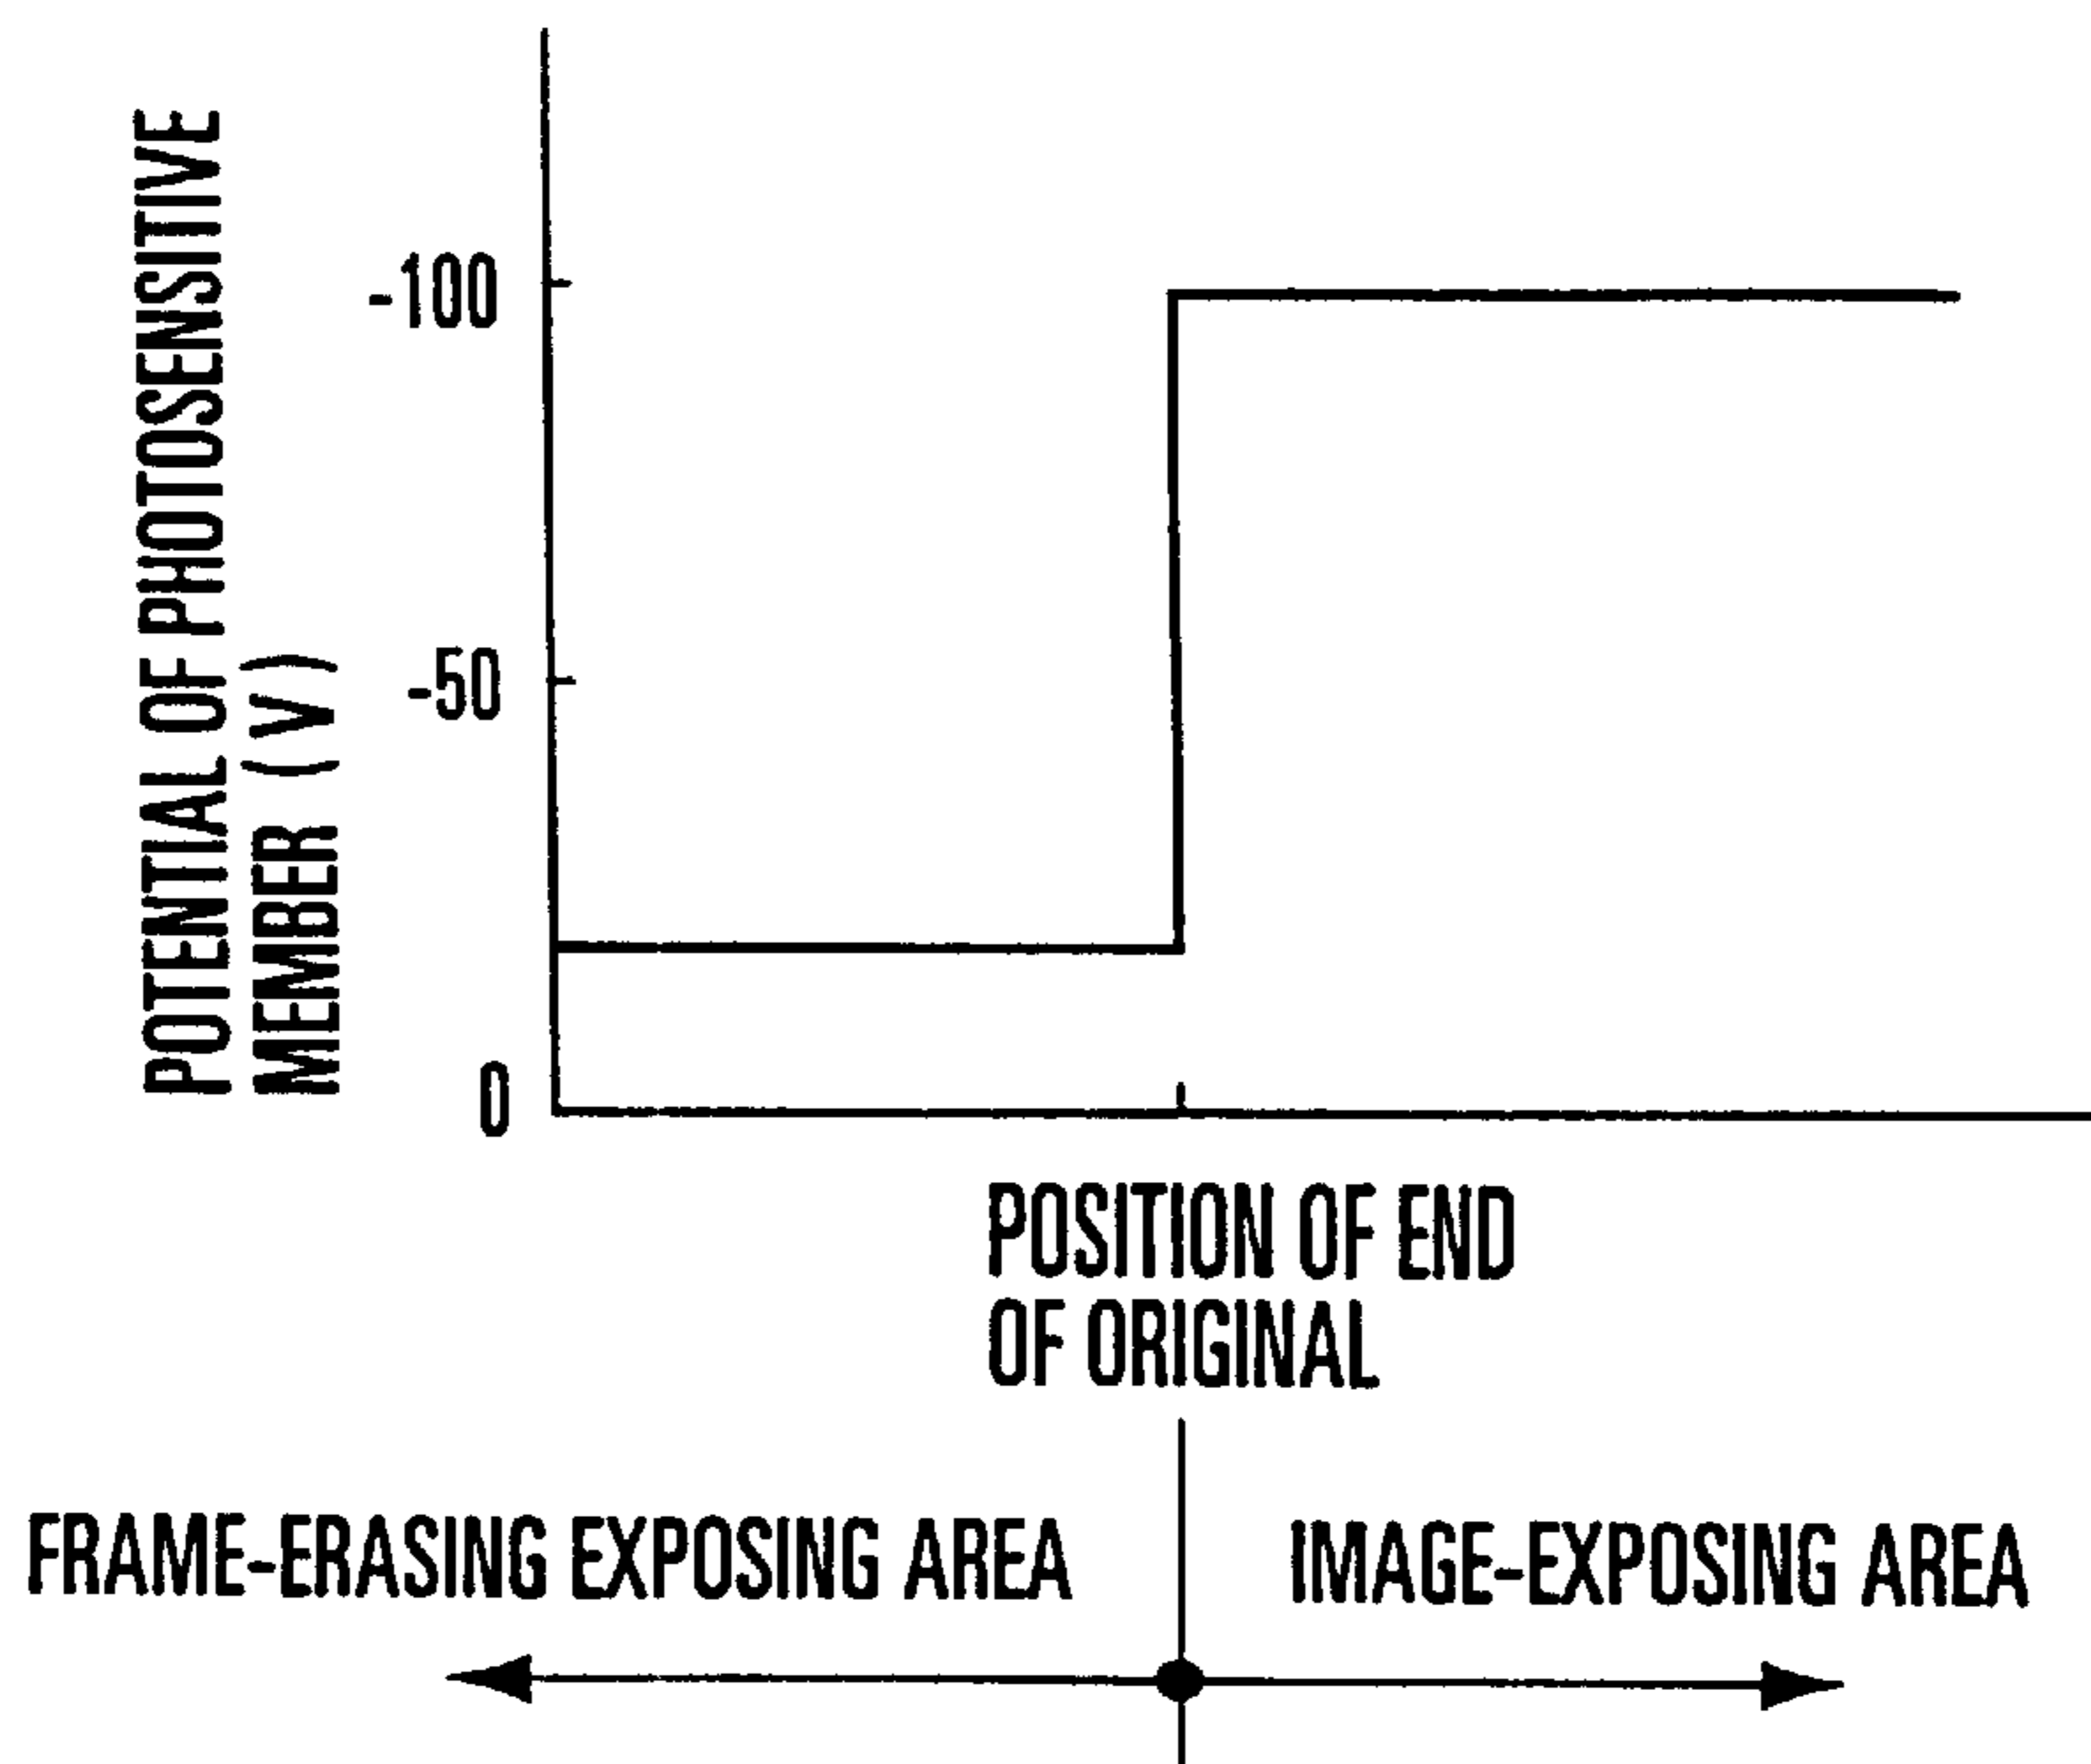 POTENTIAL OF PHOTOSENSITIVE
MEMBER (V)
-100
-50
0
POSITION OF END
OF ORIGINAL
FRAME-ERASING EXPOSING AREA
IMAGE-EXPOSING AREA